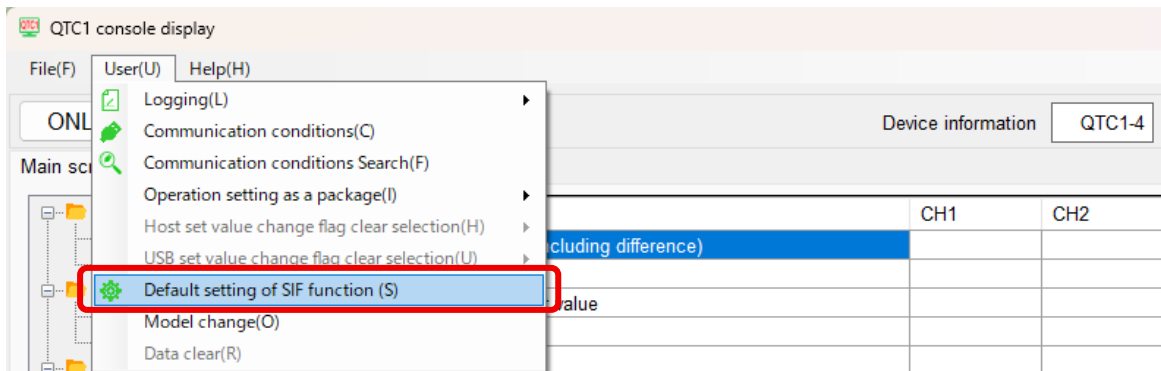 QTC1 console display
File(F) User(U) Help(H)
Logging(L)
ONL
Communication conditions(C)
Device information QTC1-4
Main scr
Communication conditions Search(F)
Operation setting as a package(I)
CH1 CH2
Host set value change flag clear selection(H)
cluding difference)
USB set value change flag clear selection(U)
Default setting of SIF function (S)
value
Model change(O)
Data clear(R)